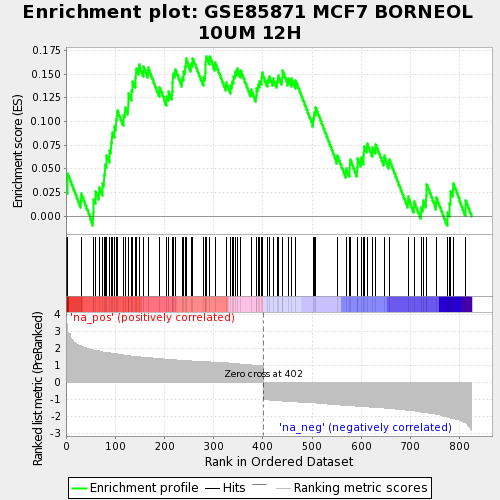 Enrichment plot: GSE85871 MCF7 BORNEOL
10UM 12H
Enrichment score (ES)
0.175
0.150
0.125
0.100
0.075
0.050
0.025
0.000
Ranked list metric (PreRanked)
4
3
2
1
0
-1
-2
-3
'na_pos' (positively correlated)
Zero cross at 402
'na_neg' (negatively correlated)
0 100 200 300 400 500 600 700 800
Rank in Ordered Dataset
Enrichment profile Hits Ranking metric scores